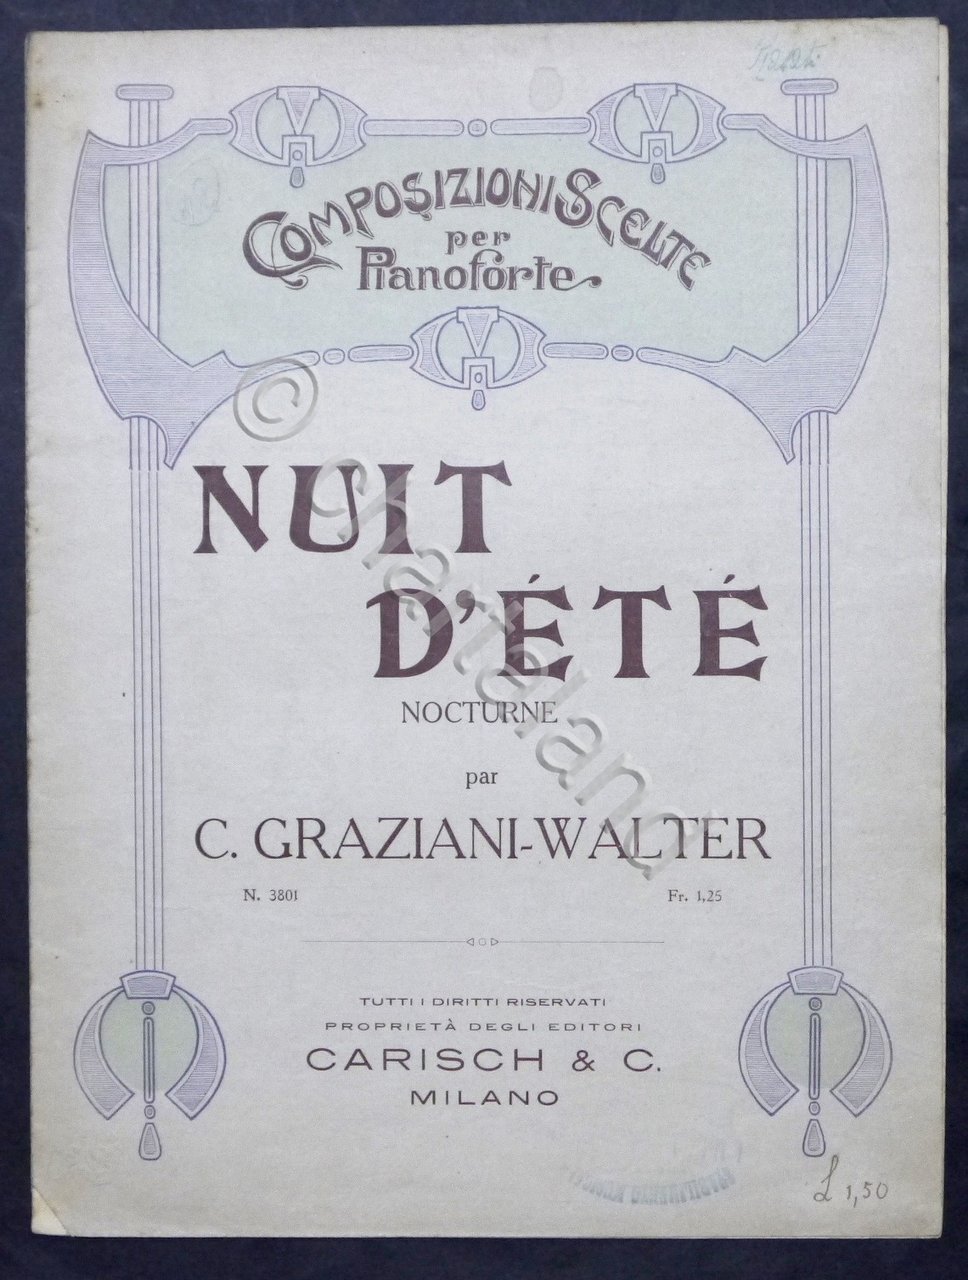 Composizioni Scelte
per
Pianoforte
NUIT
D'ÉTÉ
NOCTURNE
par
C. GRAZIANI-WALTER
N. 3801 Fr. 1,25
TUTTI I DIRITTI RISERVATI
PROPRIETÀ DEGLI EDITORI
CARISCH & C.
MILANO
£ 1,50
© chartaland